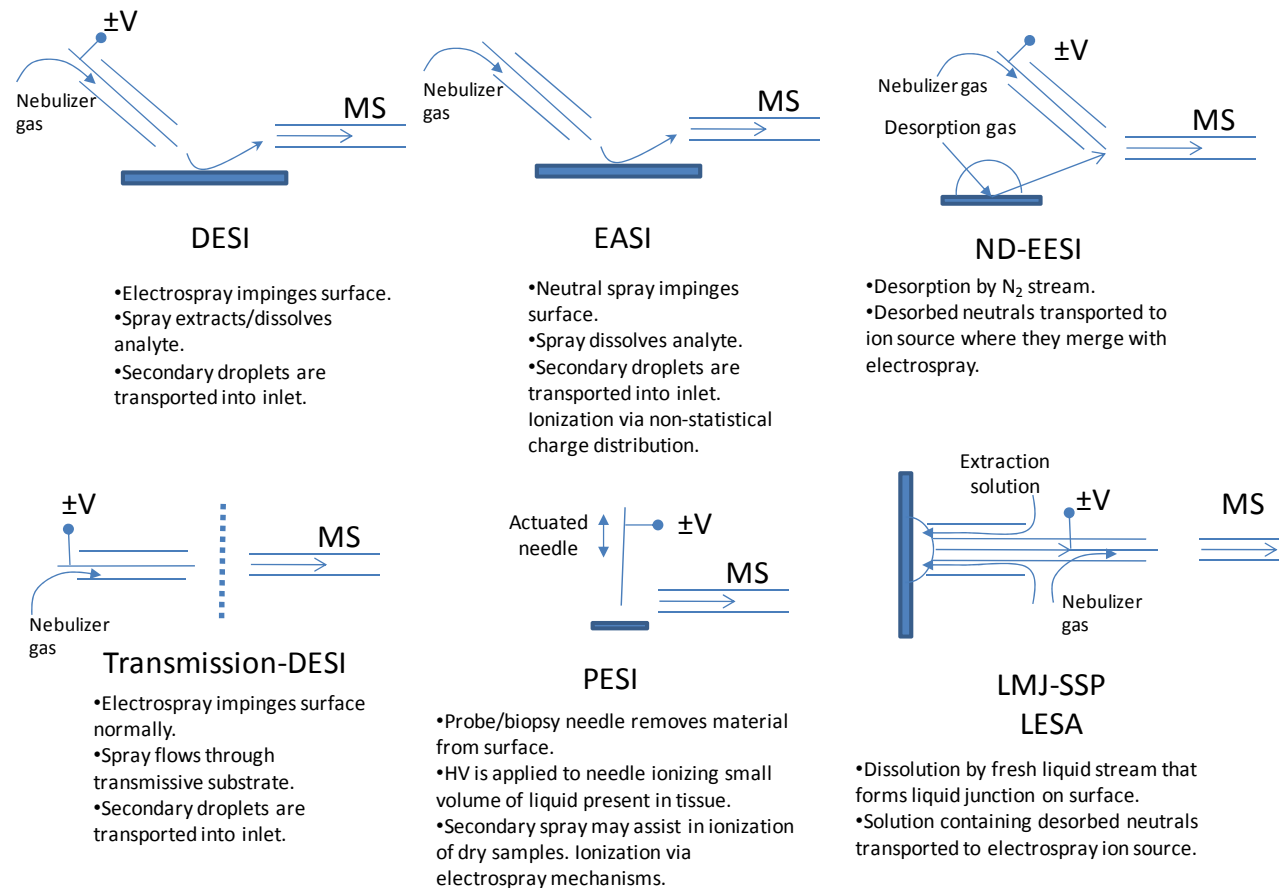 ±V
Nebulizer
gas
MS
DESI
•Electrospray impinges surface.
•Spray extracts/dissolves
analyte.
•Secondary droplets are
transported into inlet.
Nebulizer
gas
MS
EASI
•Neutral spray impinges
surface.
•Spray dissolves analyte.
•Secondary droplets are
transported into inlet.
Ionization via non-statistical
charge distribution.
±V
Nebulizer gas
Desorption gas
MS
ND-EESI
•Desorption by N₂ stream.
•Desorbed neutrals transported to
ion source where they merge with
electrospray.
±V
MS
Nebulizer
gas
Transmission-DESI
•Electrospray impinges surface
normally.
•Spray flows through
transmissive substrate.
•Secondary droplets are
transported into inlet.
Actuated
needle
±V
MS
PESI
•Probe/biopsy needle removes material
from surface.
•HV is applied to needle ionizing small
volume of liquid present in tissue.
•Secondary spray may assist in ionization
of dry samples. Ionization via
electrospray mechanisms.
Extraction
solution
±V
MS
Nebulizer
gas
LMJ-SSP
LESA
•Dissolution by fresh liquid stream that
forms liquid junction on surface.
•Solution containing desorbed neutrals
transported to electrospray ion source.